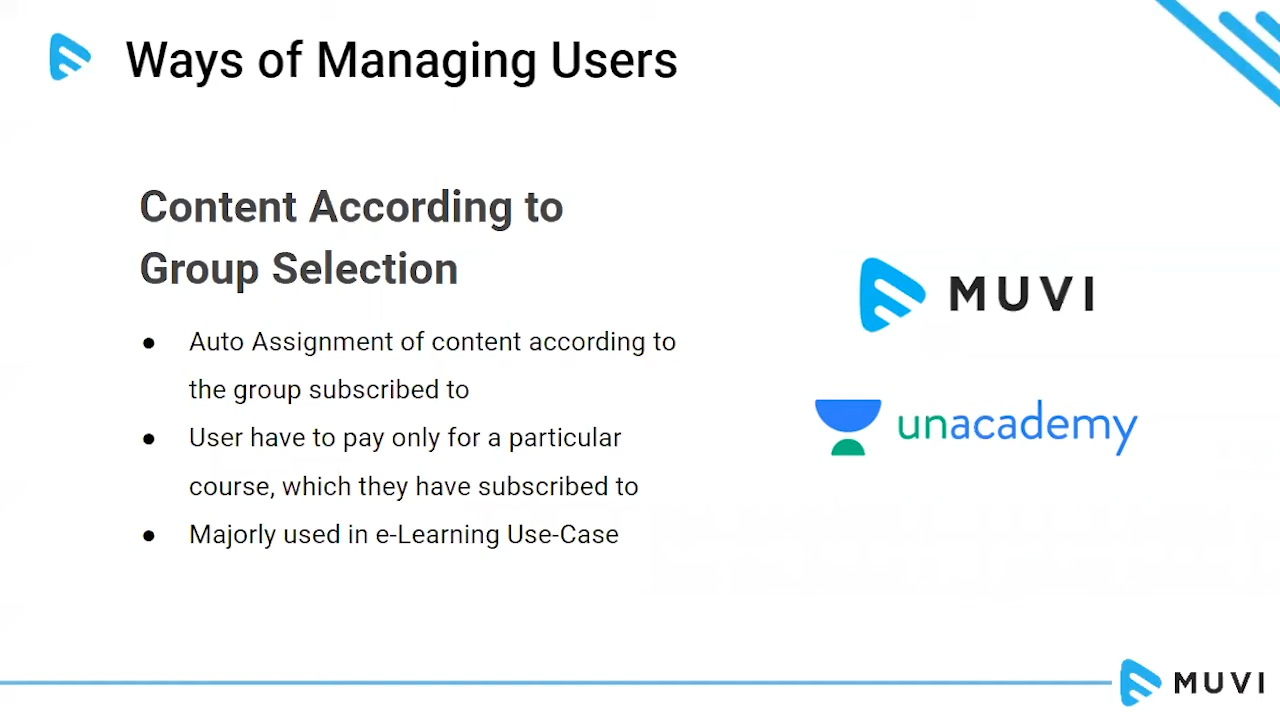 Ways of Managing Users
Content According to
Group Selection
● Auto Assignment of content according to
the group subscribed to
● User have to pay only for a particular
course, which they have subscribed to
● Majorly used in e-Learning Use-Case
MUVI
unacademy
MUVI